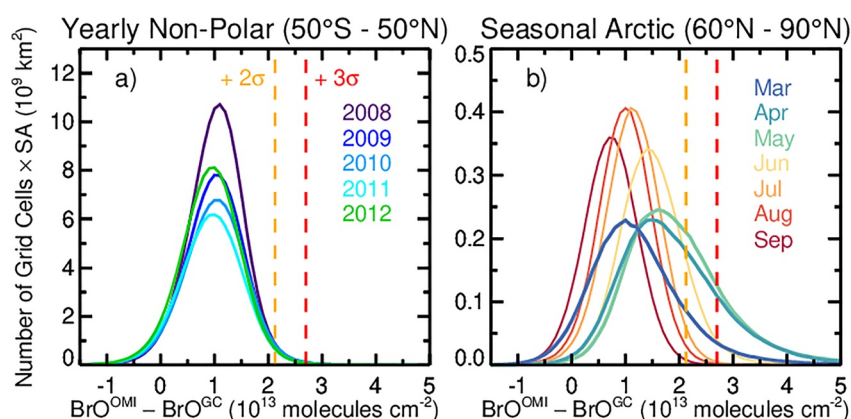 Yearly Non-Polar (50°S - 50°N)
Number of Grid Cells × SA (10⁹ km²)
a)
+ 2σ
+ 3σ
2008
2009
2010
2011
2012
12
10
8
6
4
2
0
-1 0 1 2 3 4 5
BrO^OMI – BrO^GC (10¹³ molecules cm⁻²)
Seasonal Arctic (60°N - 90°N)
b)
Mar
Apr
May
Jun
Jul
Aug
Sep
0.5
0.4
0.3
0.2
0.1
0.0
-1 0 1 2 3 4 5
BrO^OMI – BrO^GC (10¹³ molecules cm⁻²)